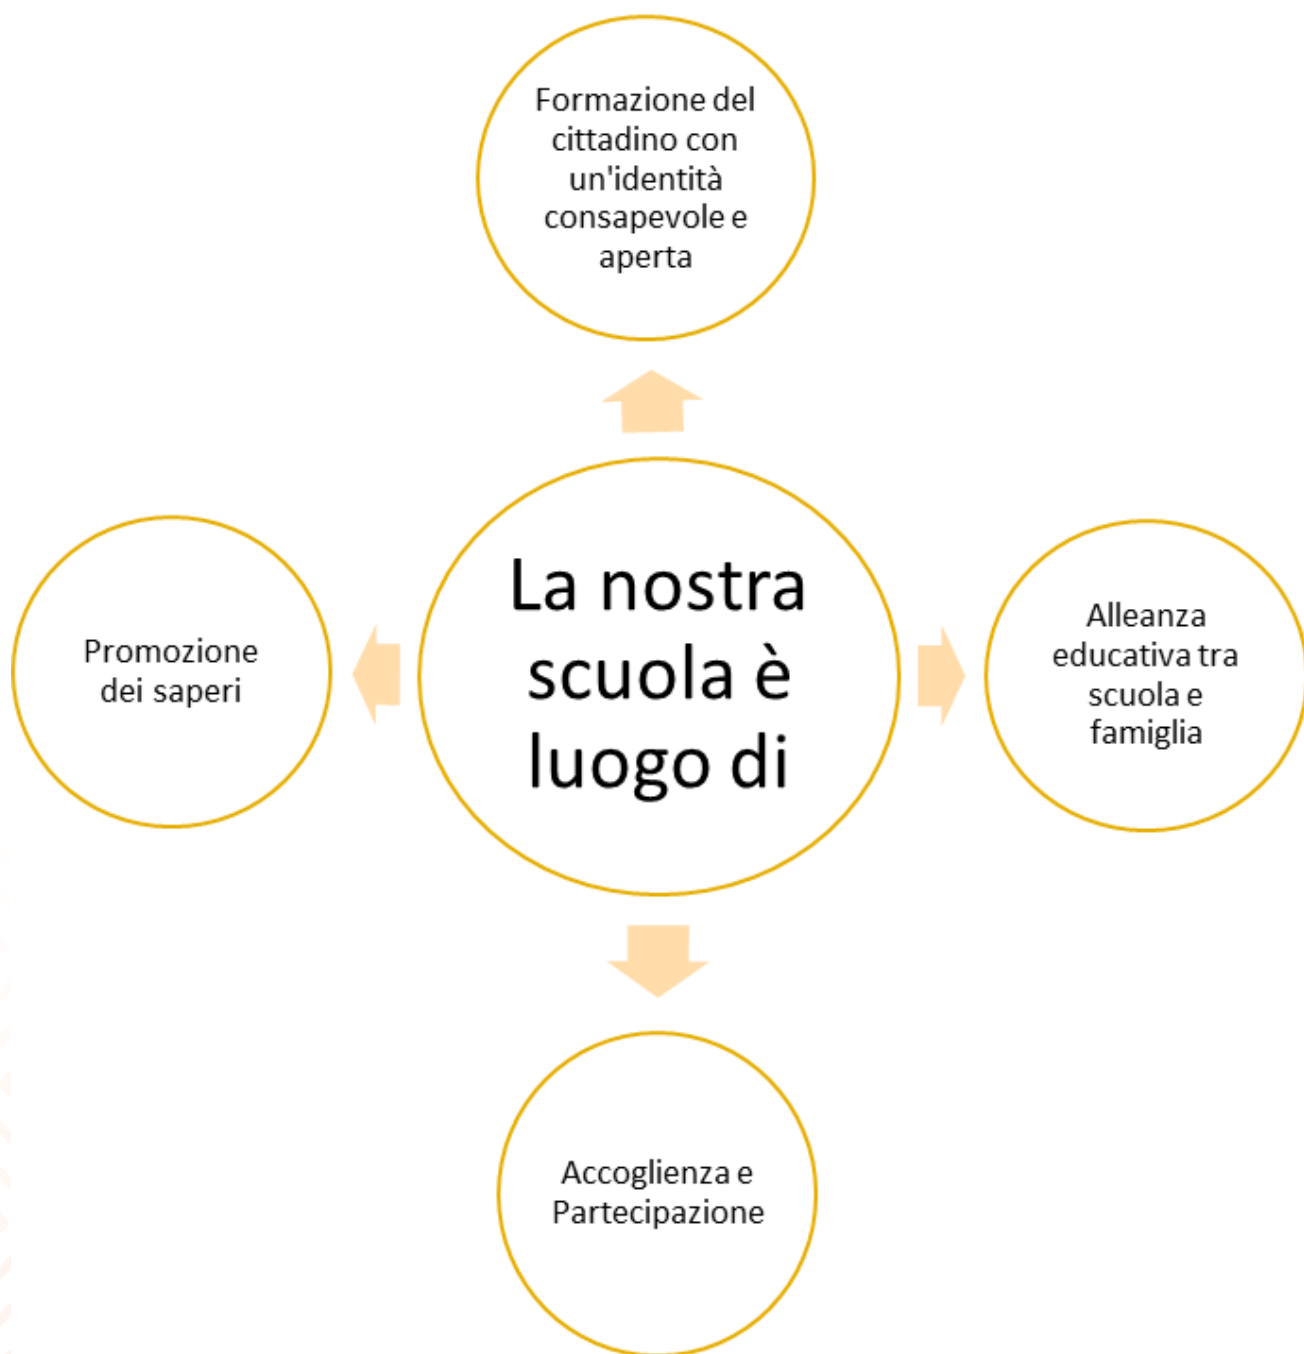 Formazione del
cittadino con
un'identità
consapevole e
aperta
La nostra
scuola è
luogo di
Promozione
dei saperi
Alleanza
educativa tra
scuola e
famiglia
Accoglienza e
Partecipazione